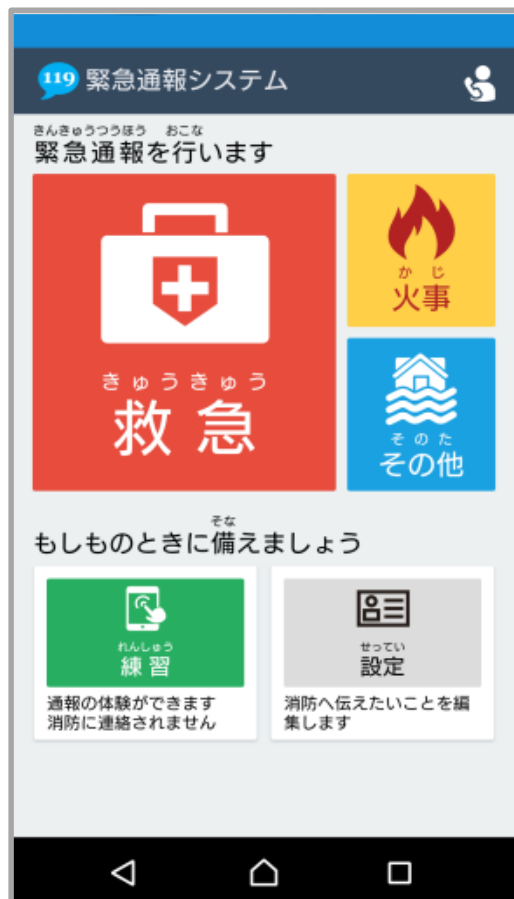 119 緊急通報システム
きんきゅうつうほう おこな
緊急通報を行います
きゅうきゅう
救急
かじ
火事
そのた
その他
そな
もしものときに備えましょう
れんしゅう
練習
通報の体験ができます
消防に連絡されません
せってい
設定
消防へ伝えたいことを編
集します